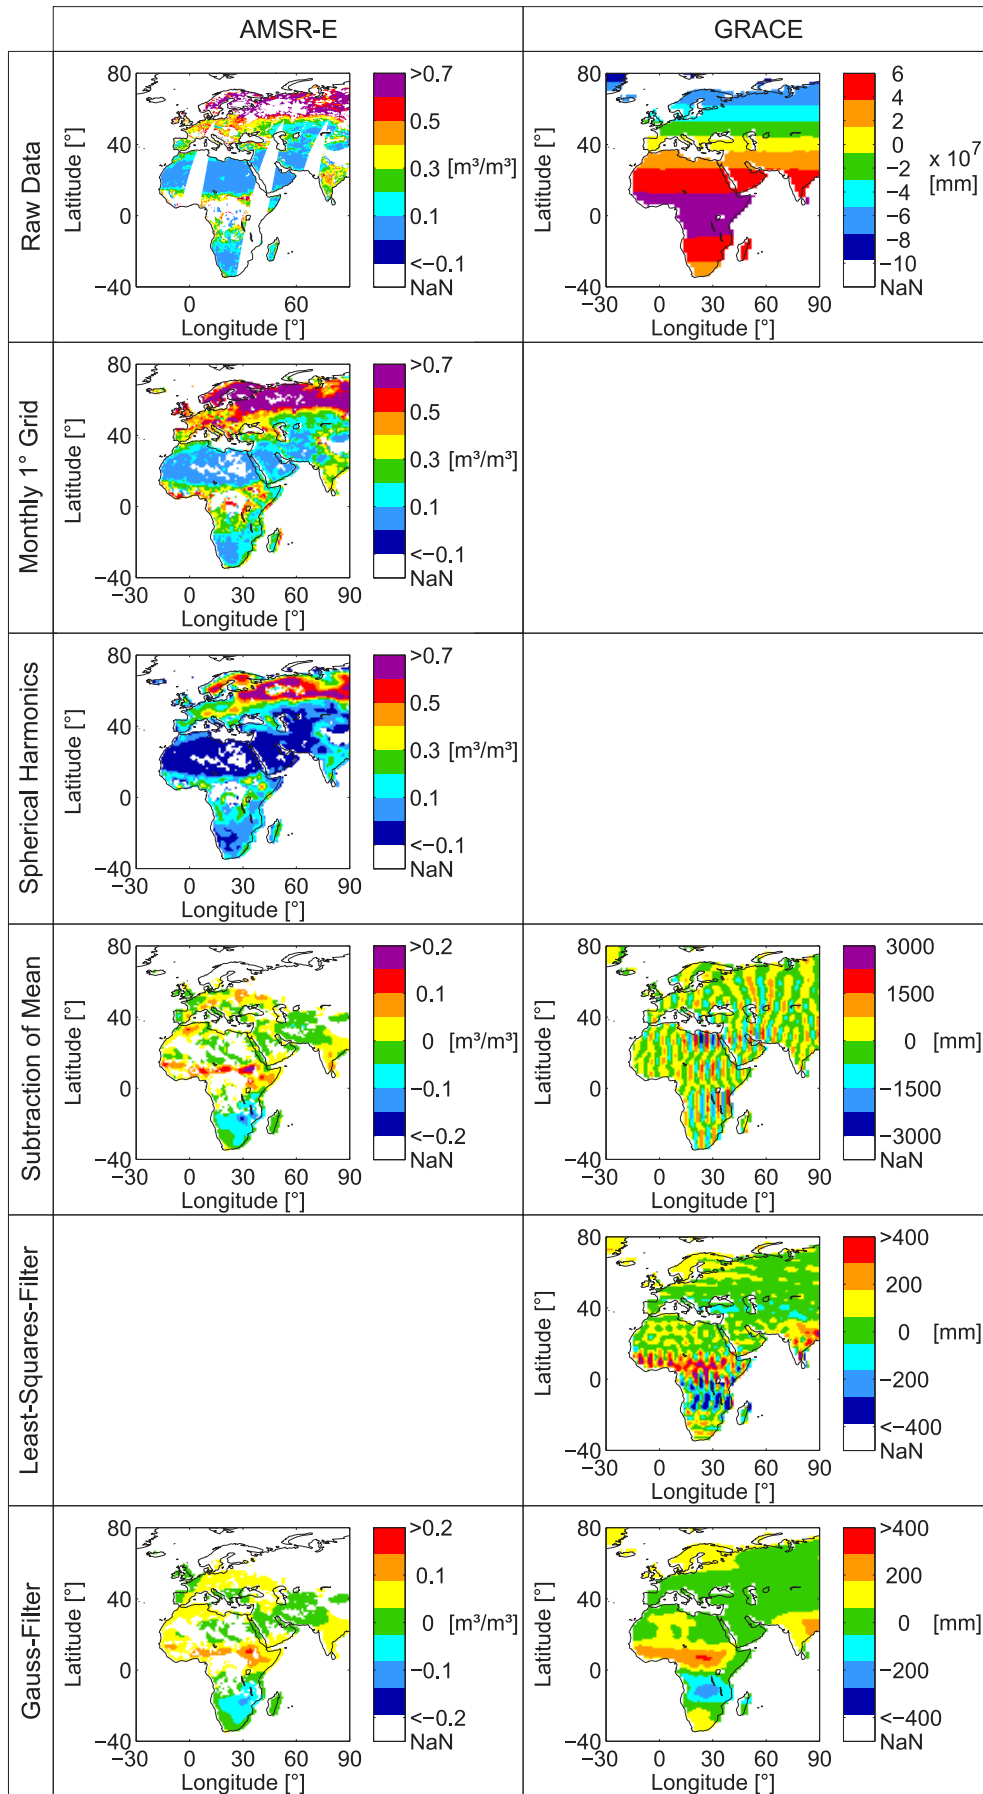 AMSR-E
GRACE
Raw Data
80
40
0
−40
Latitude [°]
0
60
Longitude [°]
>0.7
0.5
0.3 [m³/m³]
0.1
<−0.1
NaN
80
40
0
−40
Latitude [°]
−30
0
30
60
90
Longitude [°]
6
4
2
0
−2
−4
−6
−8
−10
NaN
x 10⁷
[mm]
Monthly 1° Grid
80
40
0
−40
Latitude [°]
−30
0
30
60
90
Longitude [°]
>0.7
0.5
0.3 [m³/m³]
0.1
<−0.1
NaN
Spherical Harmonics
80
40
0
−40
Latitude [°]
−30
0
30
60
90
Longitude [°]
>0.7
0.5
0.3 [m³/m³]
0.1
<−0.1
NaN
Subtraction of Mean
80
40
0
−40
Latitude [°]
−30
0
30
60
90
Longitude [°]
>0.2
0.1
0 [m³/m³]
−0.1
<−0.2
NaN
80
40
0
−40
Latitude [°]
−30
0
30
60
90
Longitude [°]
3000
1500
0 [mm]
−1500
−3000
NaN
Least-Squares-Filter
80
40
0
−40
Latitude [°]
−30
0
30
60
90
Longitude [°]
>400
200
0 [mm]
−200
<−400
NaN
Gauss-Filter
80
40
0
−40
Latitude [°]
−30
0
30
60
90
Longitude [°]
>0.2
0.1
0 [m³/m³]
−0.1
<−0.2
NaN
80
40
0
−40
Latitude [°]
−30
0
30
60
90
Longitude [°]
>400
200
0 [mm]
−200
<−400
NaN